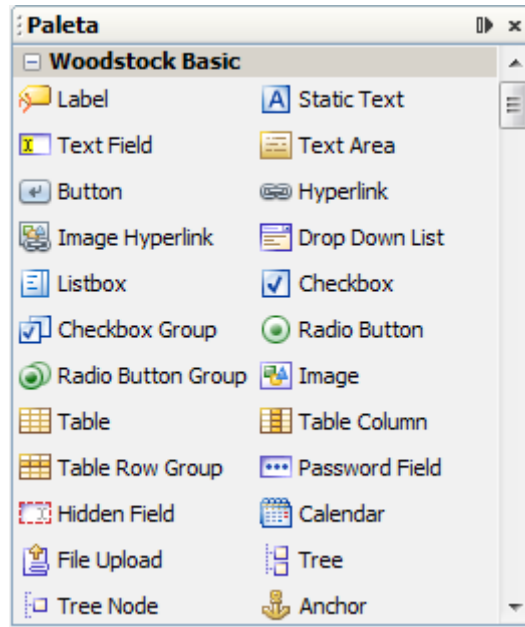 Paleta
Woodstock Basic
Label Static Text
Text Field Text Area
Button Hyperlink
Image Hyperlink Drop Down List
Listbox Checkbox
Checkbox Group Radio Button
Radio Button Group Image
Table Table Column
Table Row Group Password Field
Hidden Field Calendar
File Upload Tree
Tree Node Anchor